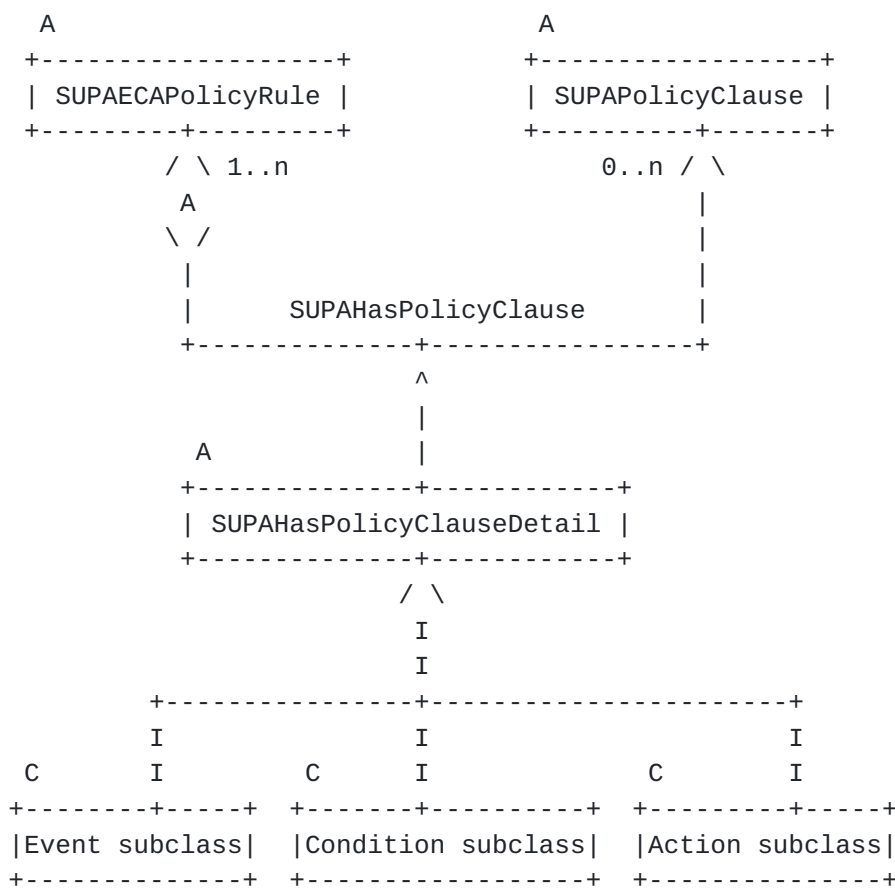 A                               A
+-------------------+           +------------------+
| SUPAECAPolicyRule |           | SUPAPolicyClause |
+---------+---------+           +----------+-------+
/ \ 1..n                    0..n / \
A                                |
\ /                               |
|                                |
|      SUPAHasPolicyClause       |
+--------------+-----------------+
^
|
A             |
+--------------+------------+
| SUPAHasPolicyClauseDetail |
+--------------+------------+
/ \
I
I
+----------------+-----------------------+
I                I                       I
C       I         C      I              C        I
+--------+-----+  +-------+----------+  +---------+-----+
|Event subclass|  |Condition subclass|  |Action subclass|
+--------------+  +------------------+  +---------------+